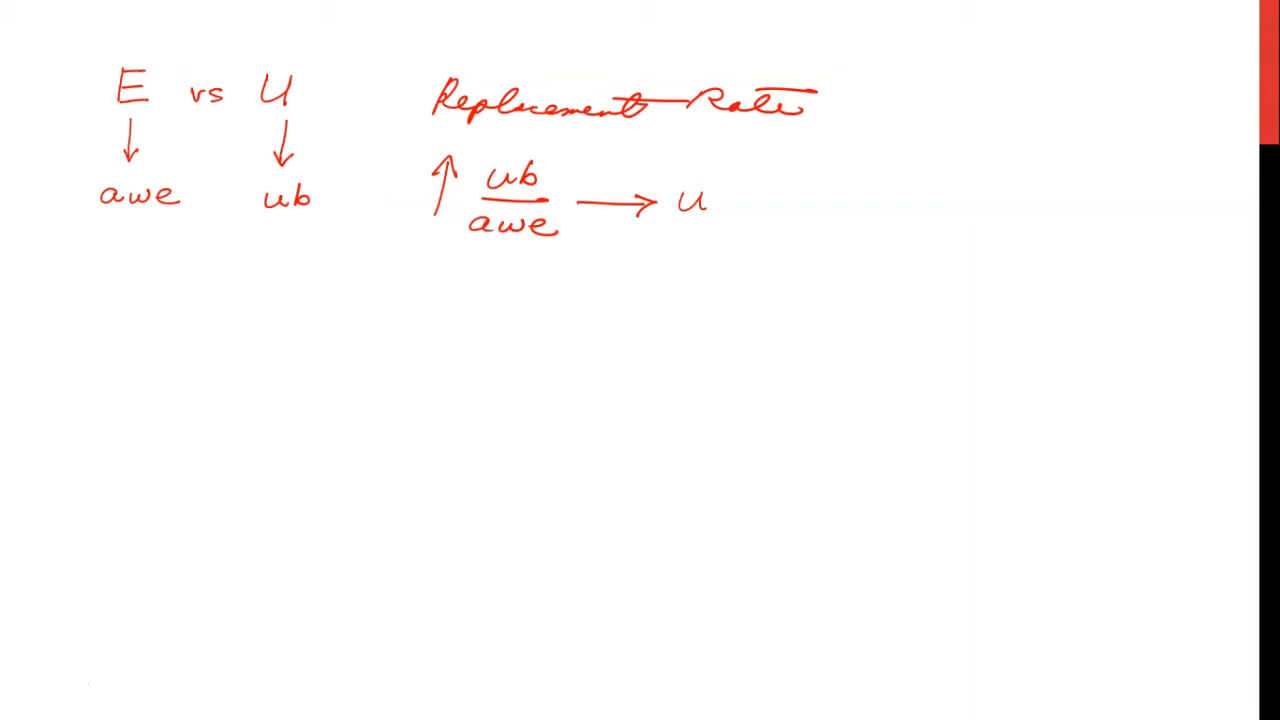 E vs U Replacement Rate
↓ ↓
awe ub ↑ ub/awe → u